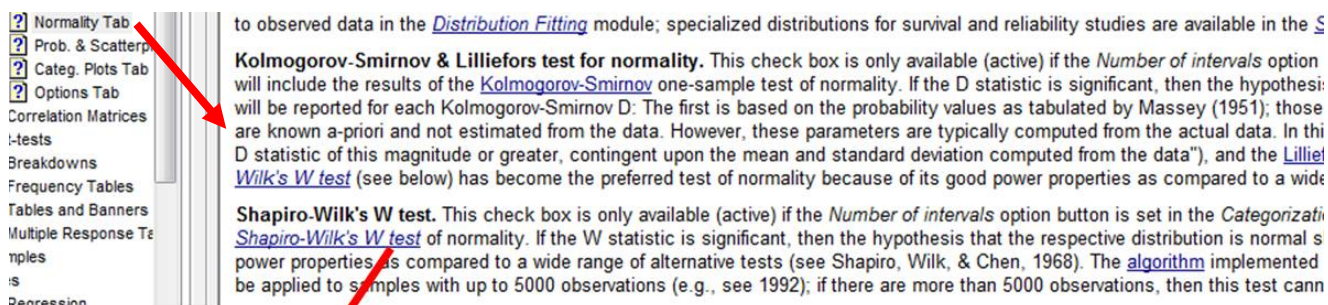 Normality Tab
Prob. & Scatterp
Categ. Plots Tab
Options Tab
Correlation Matrices
t-tests
Breakdowns
Frequency Tables
Tables and Banners
Multiple Response Ta
mples
es
Regression
to observed data in the Distribution Fitting module; specialized distributions for survival and reliability studies are available in the S
Kolmogorov-Smirnov & Lilliefors test for normality. This check box is only available (active) if the Number of intervals option
will include the results of the Kolmogorov-Smirnov one-sample test of normality. If the D statistic is significant, then the hypothesis
will be reported for each Kolmogorov-Smirnov D: The first is based on the probability values as tabulated by Massey (1951); those
are known a-priori and not estimated from the data. However, these parameters are typically computed from the actual data. In thi
D statistic of this magnitude or greater, contingent upon the mean and standard deviation computed from the data"), and the Lillief
Wilk's W test (see below) has become the preferred test of normality because of its good power properties as compared to a wide
Shapiro-Wilk's W test. This check box is only available (active) if the Number of intervals option button is set in the Categorizati
Shapiro-Wilk's W test of normality. If the W statistic is significant, then the hypothesis that the respective distribution is normal s
power properties as compared to a wide range of alternative tests (see Shapiro, Wilk, & Chen, 1968). The algorithm implemented
be applied to samples with up to 5000 observations (e.g., see 1992); if there are more than 5000 observations, then this test cann